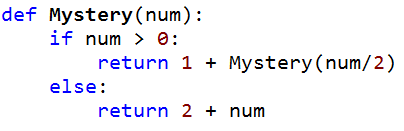 def Mystery(num):
    if num > 0:
        return 1 + Mystery(num/2)
    else:
        return 2 + num